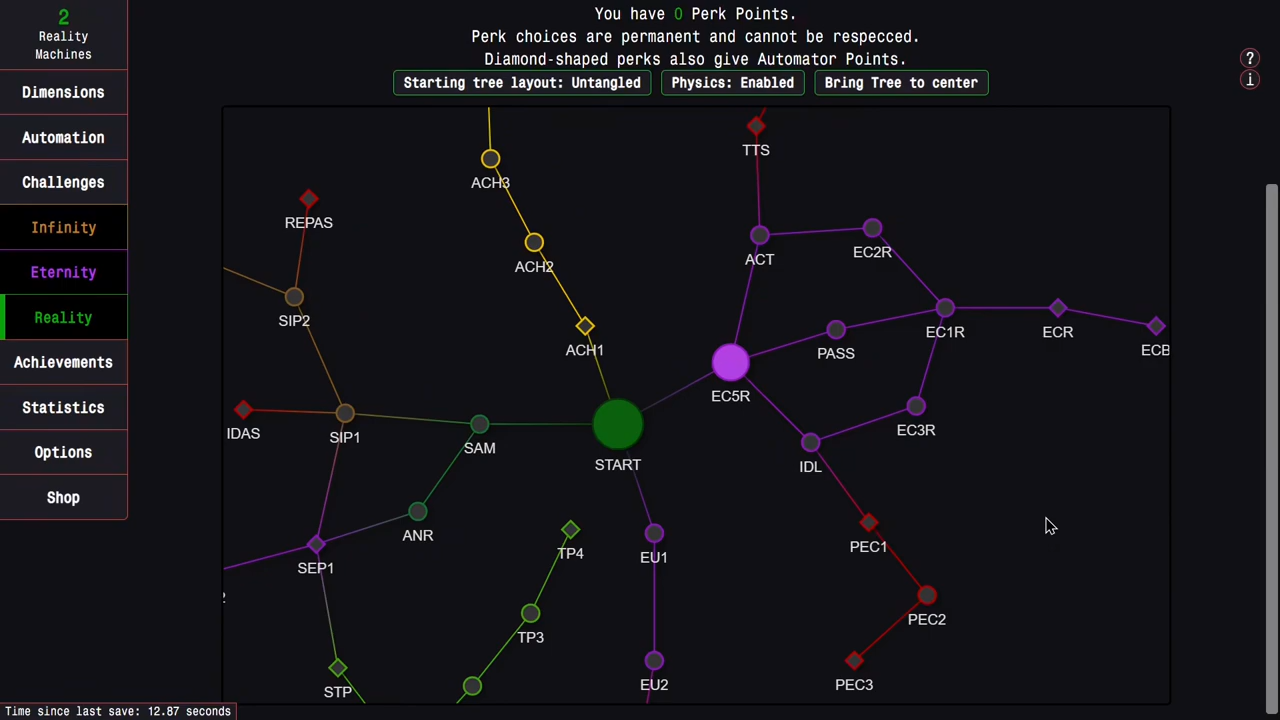 2
Reality
Machines
Dimensions
Automation
Challenges
Infinity
Eternity
Reality
Achievements
Statistics
Options
Shop
You have 0 Perk Points.
Perk choices are permanent and cannot be respecced.
Diamond-shaped perks also give Automator Points.
Starting tree layout: Untangled
Physics: Enabled
Bring Tree to center
?
i
TTS
ACH3
REPAS
ACT
EC2R
ACH2
SIP2
EC1R
ECR
ECB
ACH1
PASS
EC5R
IDAS
SIP1
SAM
START
EC3R
IDL
ANR
PEC1
TP4
EU1
SEP1
2
PEC2
TP3
STP
EU2
PEC3
Time since last save: 12.87 seconds